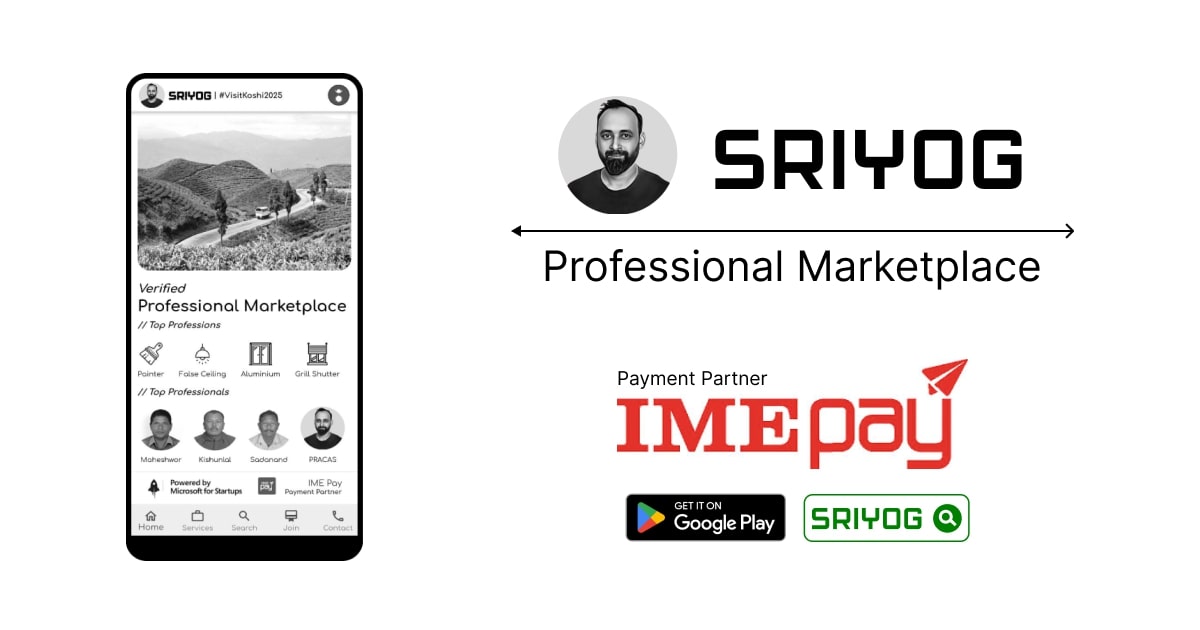 SRIYOG | #VisitKoshi2025
Verified
Professional Marketplace
// Top Professions
Painter
False Ceiling
Aluminium
Grill Shutter
// Top Professionals
Maheshwor
Kishunlal
Sadanand
PRACAS
Powered by
Microsoft for Startups
pay
IME Pay
Payment Partner
Home
Services
Search
Join
Contact
SRIYOG
Professional Marketplace
Payment Partner
IME pay
GET IT ON
Google Play
SRIYOG